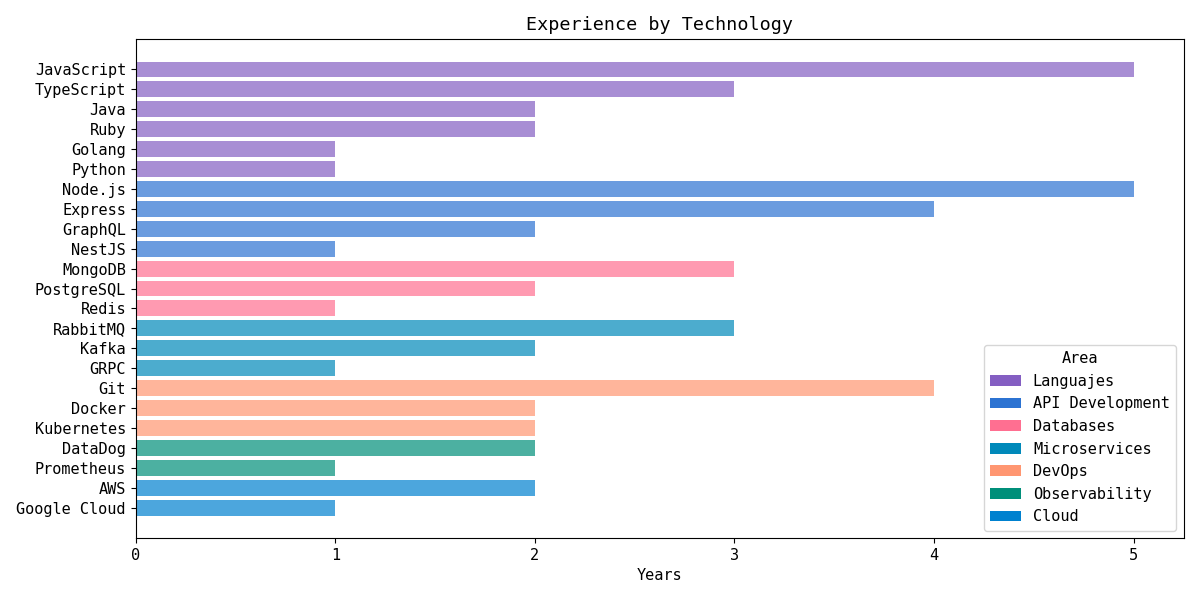 Experience by Technology
JavaScript
TypeScript
Java
Ruby
Golang
Python
Node.js
Express
GraphQL
NestJS
MongoDB
PostgreSQL
Redis
RabbitMQ
Kafka
GRPC
Git
Docker
Kubernetes
DataDog
Prometheus
AWS
Google Cloud
Area
Languajes
API Development
Databases
Microservices
DevOps
Observability
Cloud
0 1 2 3 4 5
Years